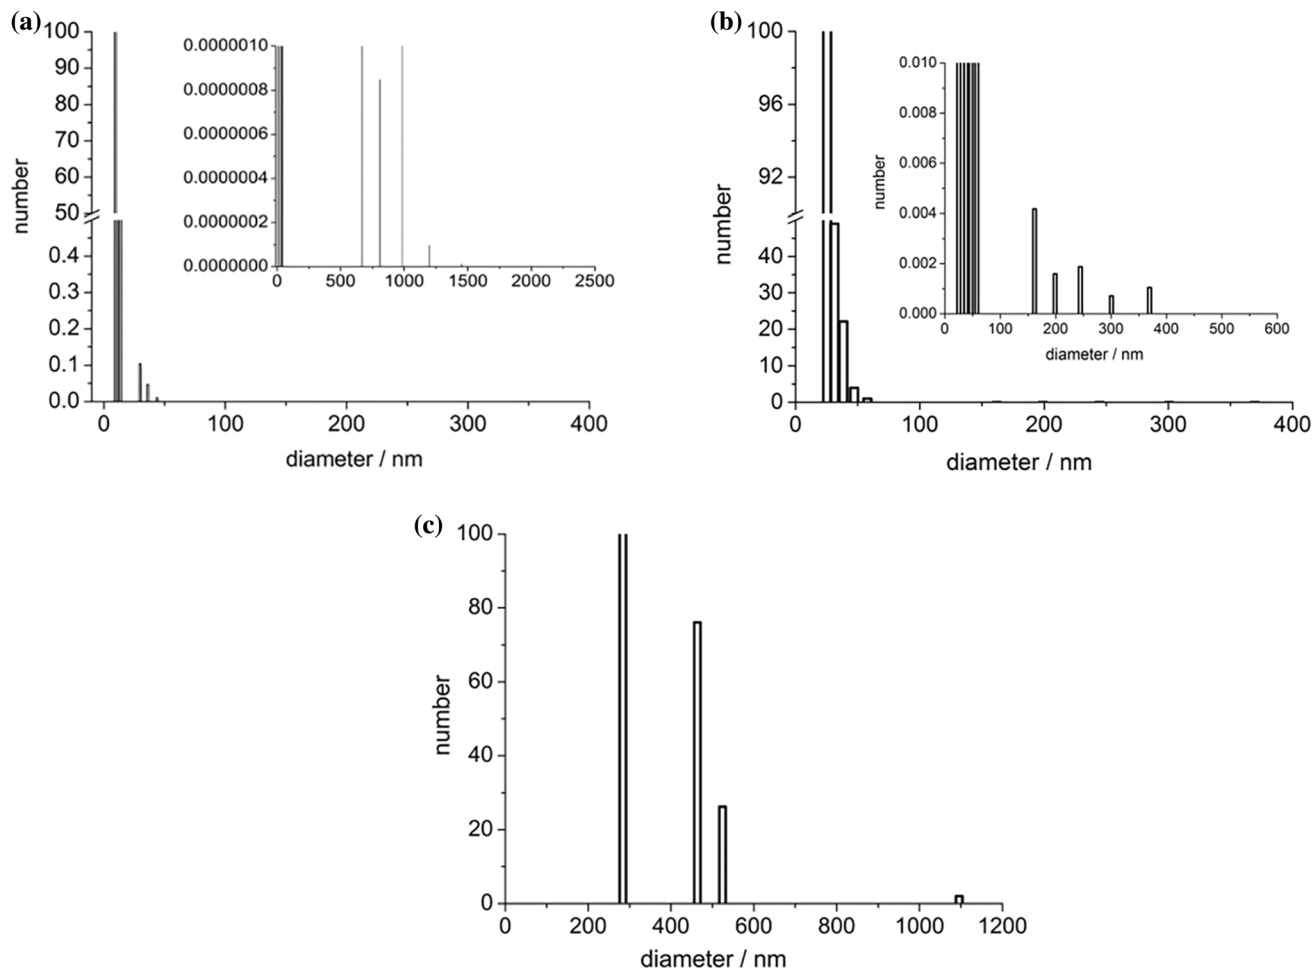 (a)
100
90
80
70
60
50
0.4
0.3
0.2
0.1
0.0
number
0 100 200 300 400
diameter / nm
0.0000010
0.0000008
0.0000006
0.0000004
0.0000002
0.0000000
0 500 1000 1500 2000 2500
(b)
100
96
92
40
30
20
10
0
number
0 100 200 300 400
diameter / nm
0.010
0.008
0.006
0.004
0.002
0.000
number
0 100 200 300 400 500 600
diameter / nm
(c)
100
80
60
40
20
0
number
0 200 400 600 800 1000 1200
diameter / nm